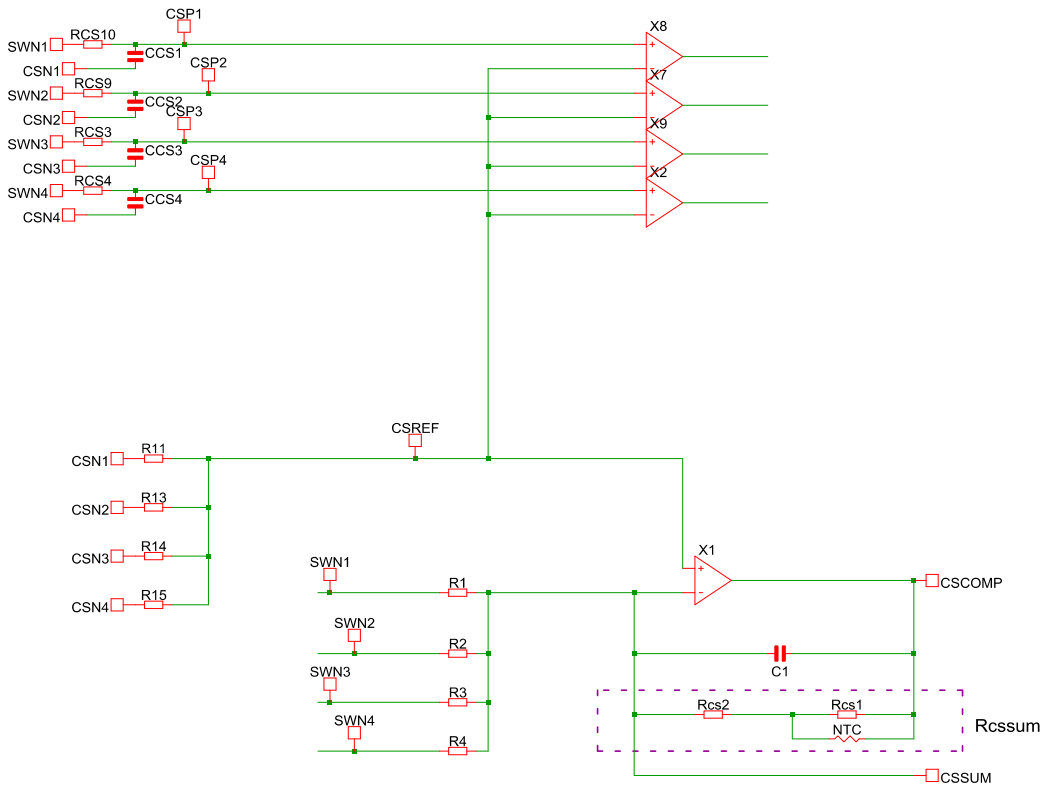 CSP1
X8
RCS10
SWN1
CCS1
CSN1
CSP2
X7
RCS9
SWN2
CCS2
CSP3
CSN2
X9
RCS3
SWN3
CCS3
CSP4
CSN3
X2
RCS4
SWN4
CCS4
CSN4
CSREF
R11
CSN1
R13
CSN2
R14
CSN3
R15
CSN4
X1
SWN1
R1
CSCOMP
SWN2
R2
C1
SWN3
R3
Rcs2
Rcs1
SWN4
NTC
Rcssum
R4
CSSUM